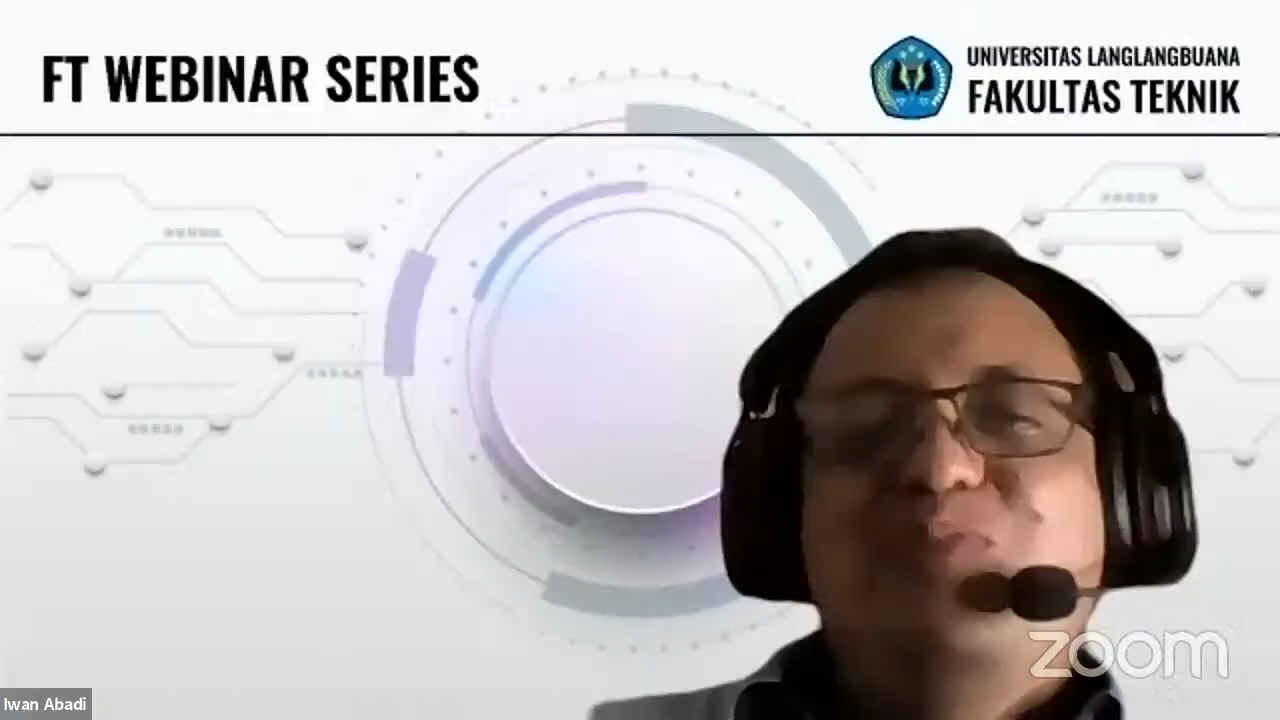 FT WEBINAR SERIES
UNIVERSITAS LANGLANGBUANA
FAKULTAS TEKNIK
zoom
Iwan Abadi